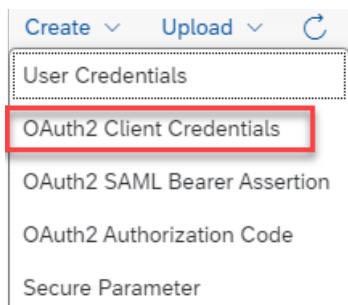 Create Upload
User Credentials
OAuth2 Client Credentials
OAuth2 SAML Bearer Assertion
OAuth2 Authorization Code
Secure Parameter